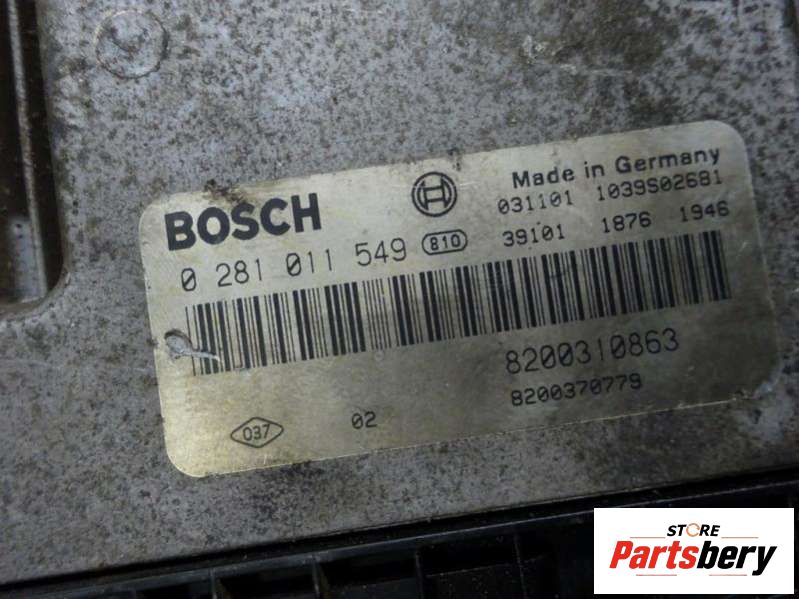 BOSCH
Made in Germany
031101 1039S02681
0 281 011 549 810 39101 1876 1946
8200310863
8200370779
037 02
STORE
Partsbery